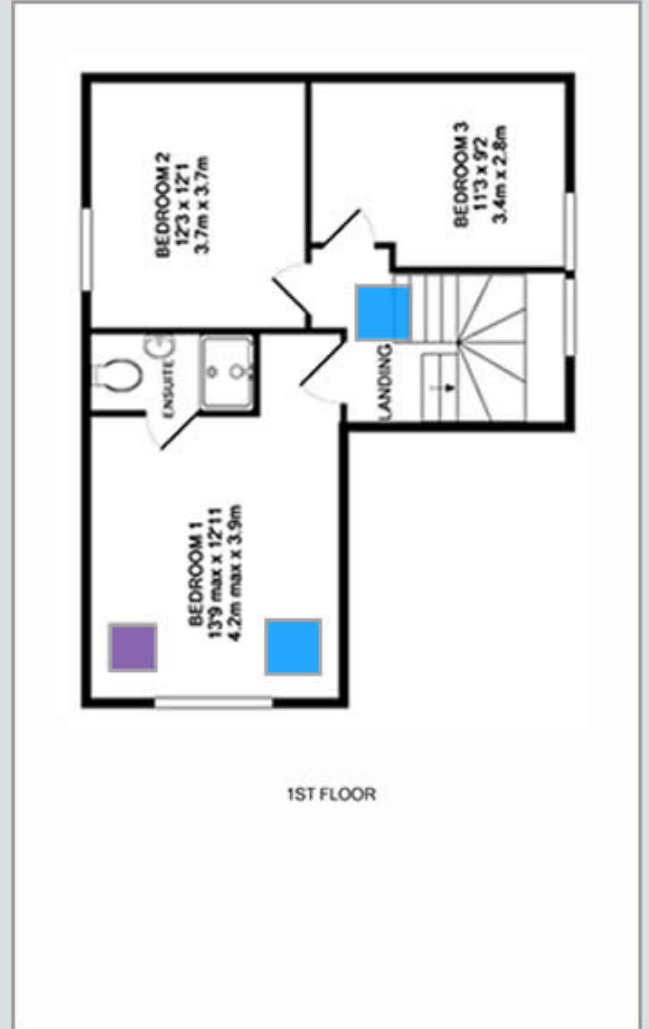 BEDROOM 2
12'3 x 12'1
3.7m x 3.7m
BEDROOM 3
11'3 x 9'2
3.4m x 2.8m
ENSUITE
LANDING
BEDROOM 1
13'9 max x 12'11
4.2m max x 3.9m
1ST FLOOR